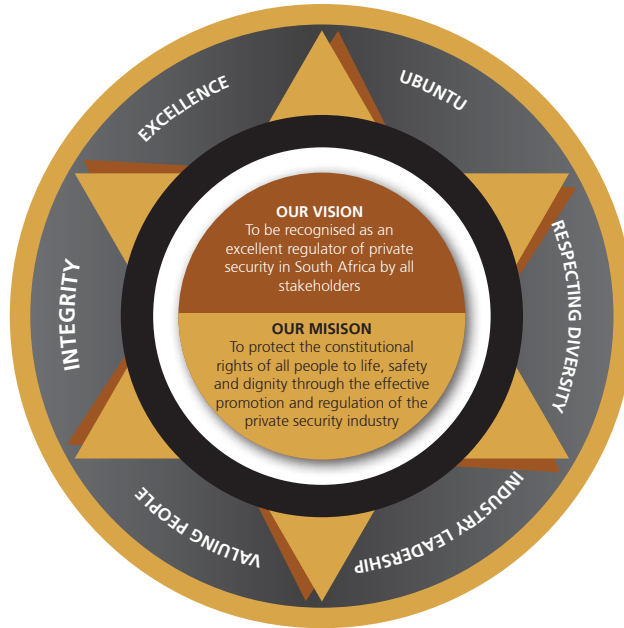 EXCELLENCE
UBUNTU
RESPECTING DIVERSITY
INDUSTRY LEADERSHIP
VALUING PEOPLE
INTEGRITY
OUR VISION
To be recognised as an
excellent regulator of private
security in South Africa by all
stakeholders
OUR MISISON
To protect the constitutional
rights of all people to life, safety
and dignity through the effective
promotion and regulation of the
private security industry